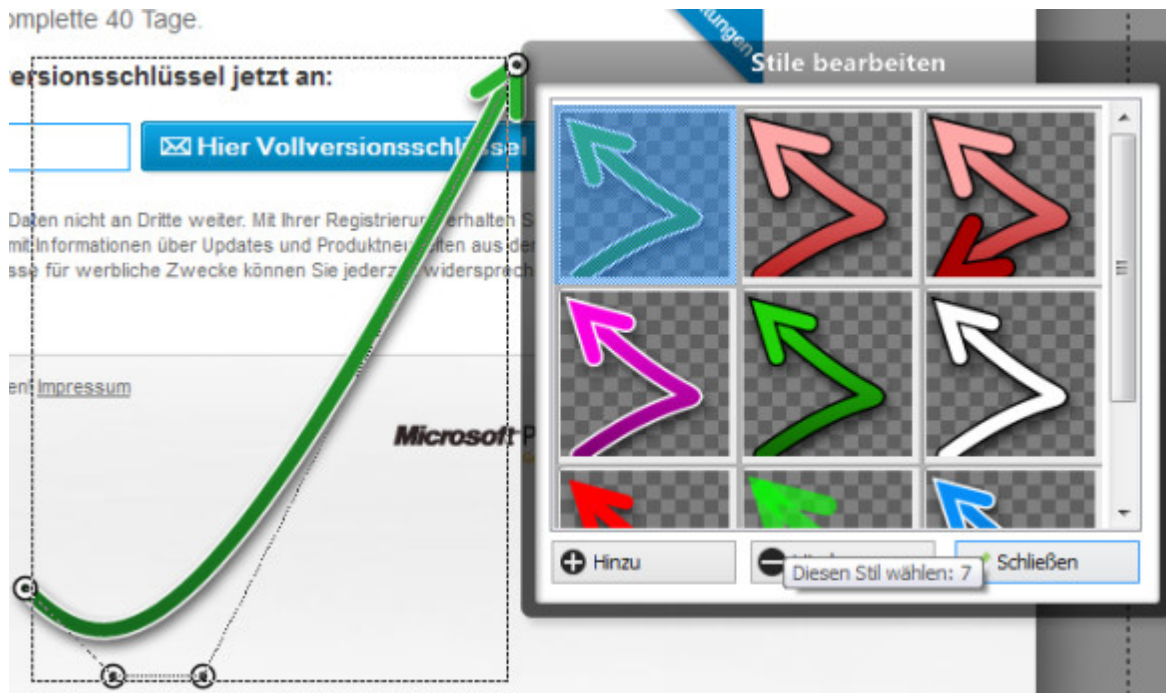 omplette 40 Tage.
ersionsschlüssel jetzt an:
Hier Vollversionsschlüssel
Daten nicht an Dritte weiter. Mit Ihrer Registrierung erhalten S
mit Informationen über Updates und Produktneuheiten aus der
sse für werbliche Zwecke können Sie jederzeit widersprech
en! Impressum
Microsoft P
tungen
Stile bearbeiten
Hinzu
Schließen
Diesen Stil wählen: 7